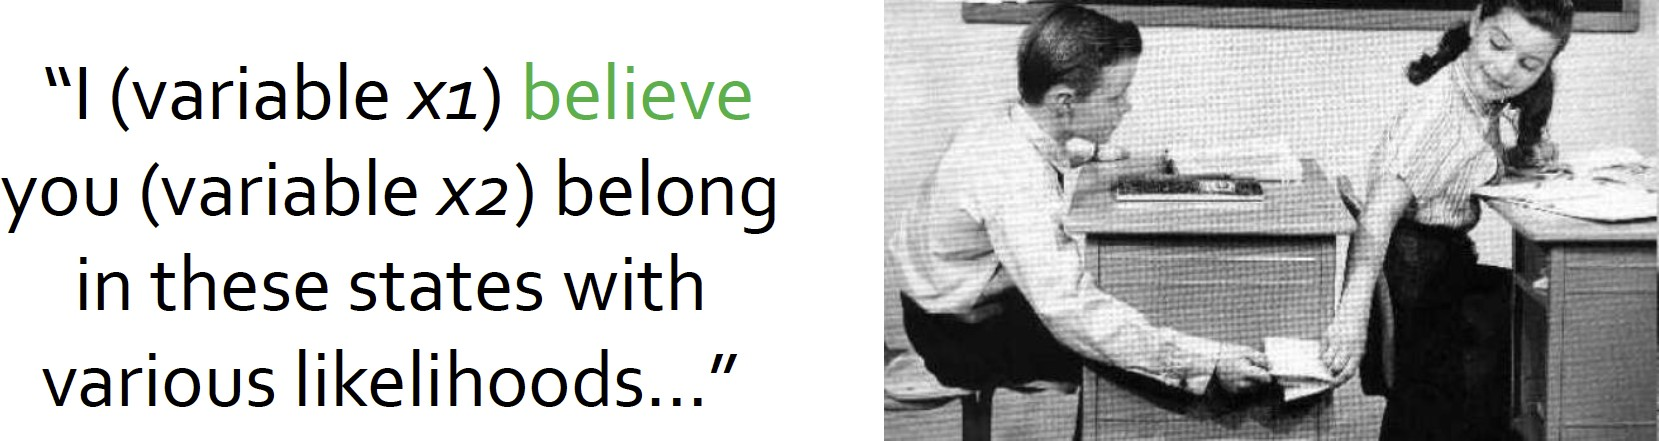 “I (variable x1) believe
you (variable x2) belong
in these states with
various likelihoods…”